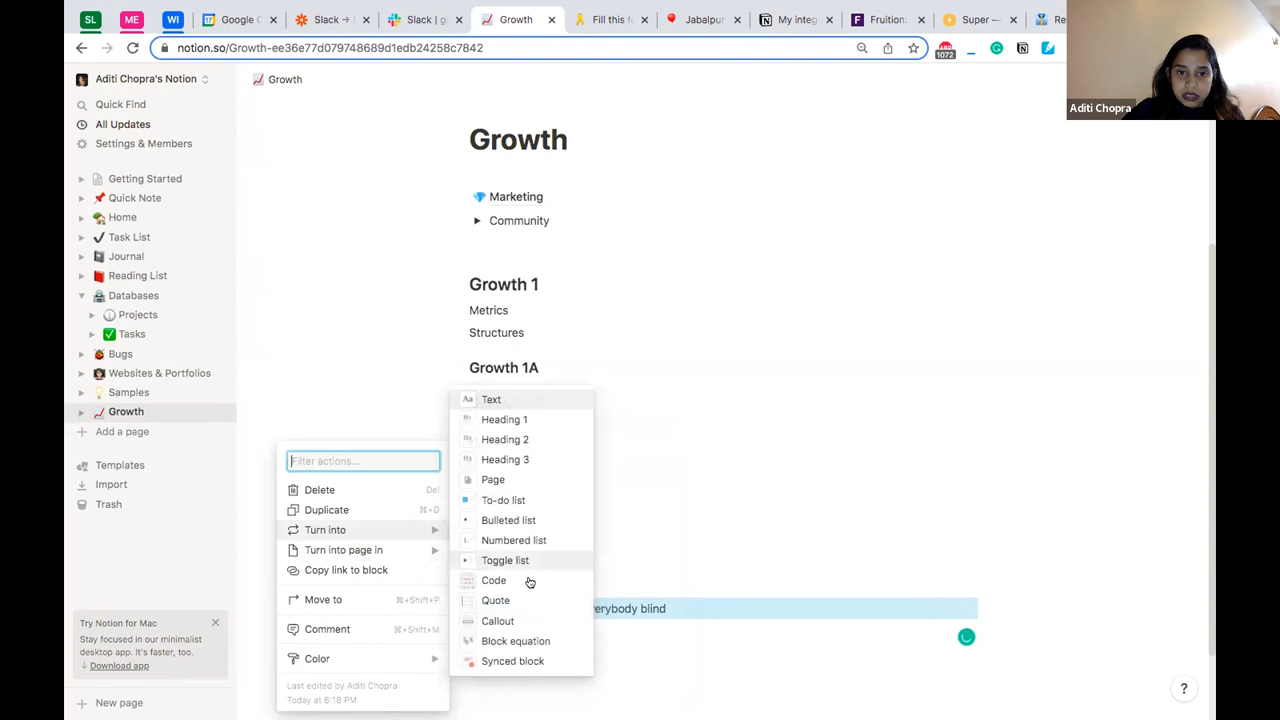 SL
ME
WI
Google C
Slack → S
Slack | g
Growth
Fill this fo
Jabalpur
My integ
Fruition:
Super —
Re
notion.so/Growth-ee36e77d079748689d1edb24258c7842
1072
Aditi Chopra
Aditi Chopra's Notion
Quick Find
All Updates
Settings & Members
Getting Started
Quick Note
Home
Task List
Journal
Reading List
Databases
Projects
Tasks
Bugs
Websites & Portfolios
Samples
Growth
Add a page
Templates
Import
Trash
Try Notion for Mac
Stay focused in our minimalist
desktop app. It's faster, too.
Download app
New page
Growth
Growth
Marketing
Community
Growth 1
Metrics
Structures
Growth 1A
Filter actions...
Delete Del
Duplicate ⌘+D
Turn into
Turn into page in
Copy link to block
Move to ⌘+Shift+P
Comment ⌘+Shift+M
Color
Last edited by Aditi Chopra
Today at 6:18 PM
Text
Heading 1
Heading 2
Heading 3
Page
To-do list
Bulleted list
Numbered list
Toggle list
Code
Quote
Callout
Block equation
Synced block
verybody blind
?